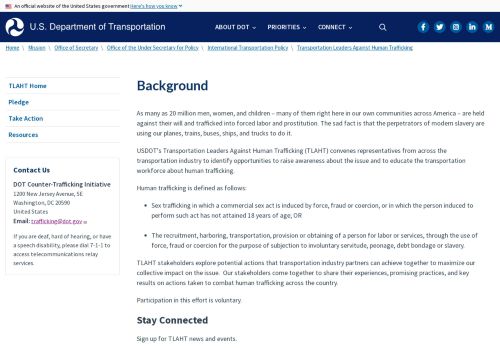 An official website of the United States government Here's how you know
U.S. Department of Transportation
ABOUT DOT
PRIORITIES
CONNECT
Home \ Mission \ Office of Secretary \ Office of the Under Secretary for Policy \ International Transportation Policy \ Transportation Leaders Against Human Trafficking
TLAHT Home
Pledge
Take Action
Resources
Contact Us
DOT Counter-Trafficking Initiative
1200 New Jersey Avenue, SE
Washington, DC 20590
United States
Email: trafficking@dot.gov
If you are deaf, hard of hearing, or have
a speech disability, please dial 7-1-1 to
access telecommunications relay
services.
Background
As many as 20 million men, women, and children – many of them right here in our own communities across America – are held
against their will and trafficked into forced labor and prostitution. The sad fact is that the perpetrators of modern slavery are
using our planes, trains, buses, ships, and trucks to do it.
USDOT's Transportation Leaders Against Human Trafficking (TLAHT) convenes representatives from across the
transportation industry to identify opportunities to raise awareness about the issue and to educate the transportation
workforce about human trafficking.
Human trafficking is defined as follows:
• Sex trafficking in which a commercial sex act is induced by force, fraud or coercion, or in which the person induced to
perform such act has not attained 18 years of age; OR
• The recruitment, harboring, transportation, provision or obtaining of a person for labor or services, through the use of
force, fraud or coercion for the purpose of subjection to involuntary servitude, peonage, debt bondage or slavery.
TLAHT stakeholders explore potential actions that transportation industry partners can achieve together to maximize our
collective impact on the issue. Our stakeholders come together to share their experiences, promising practices, and key
results on actions taken to combat human trafficking across the country.
Participation in this effort is voluntary.
Stay Connected
Sign up for TLAHT news and events.